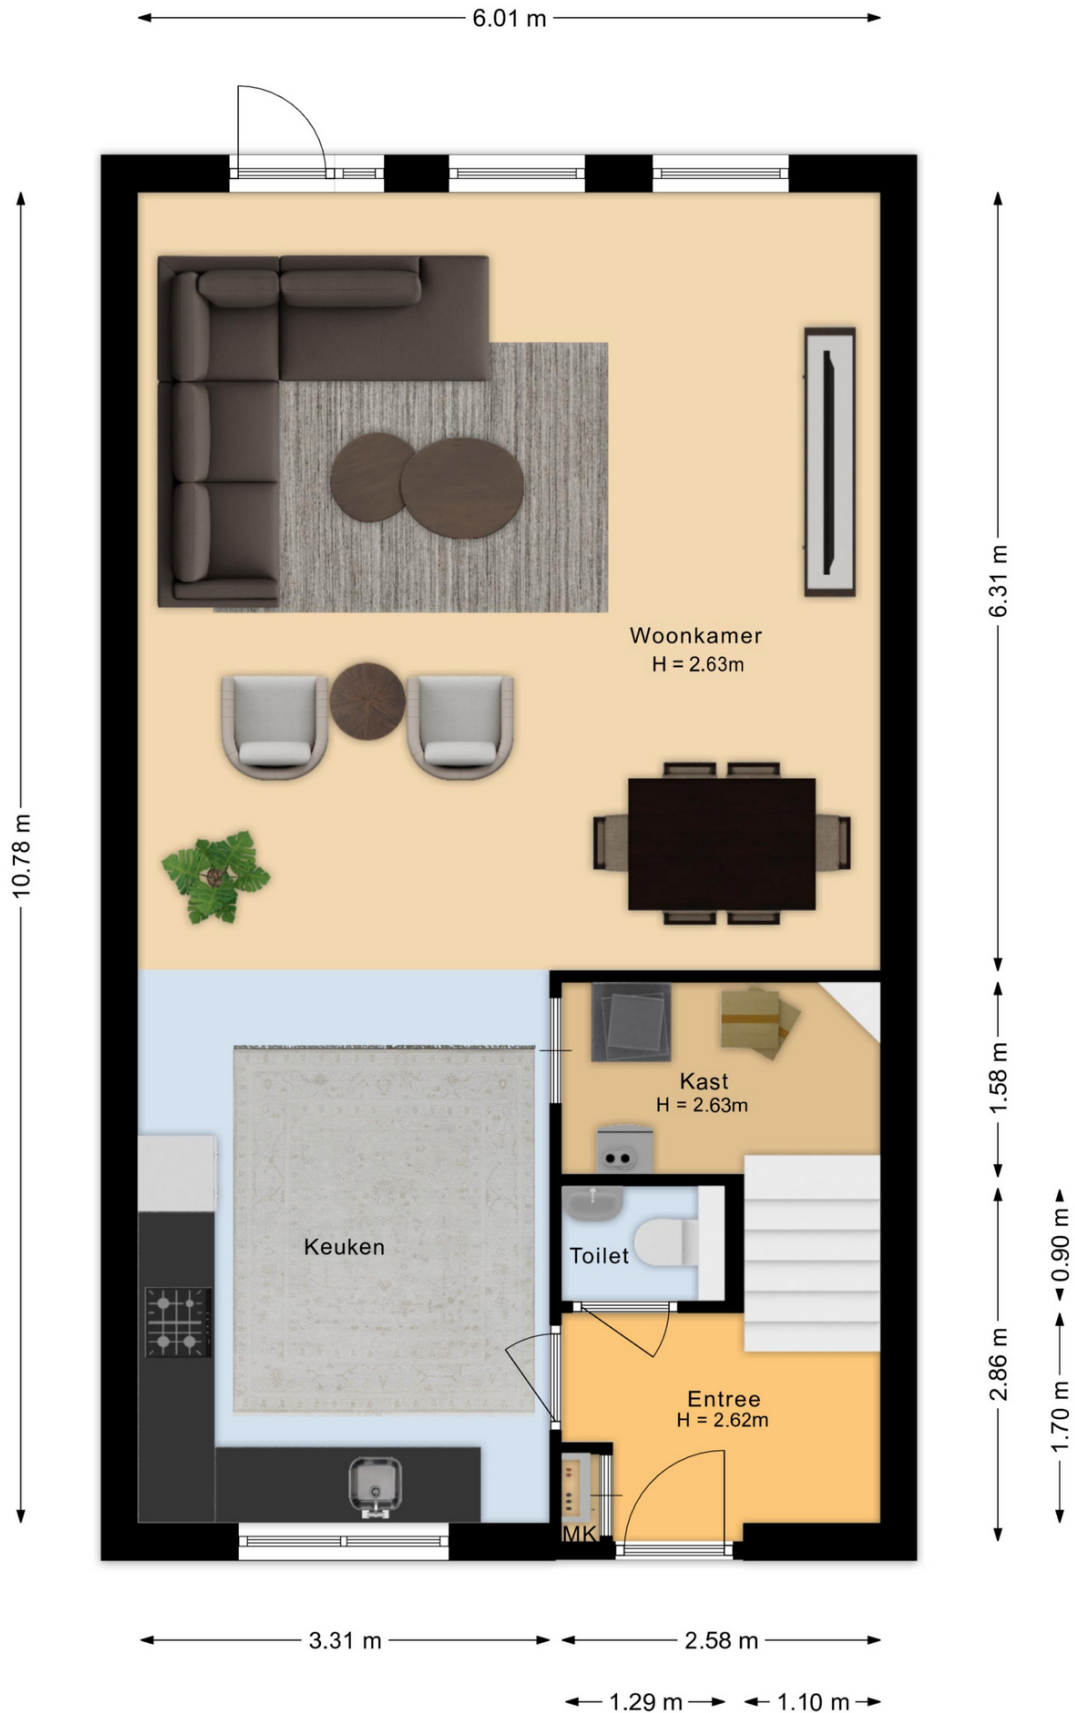 6.01 m
10.78 m
6.31 m
Woonkamer
H = 2.63m
Kast
H = 2.63m
1.58 m
Keuken
Toilet
0.90 m
2.86 m
Entree
H = 2.62m
1.70 m
MK
3.31 m
2.58 m
1.29 m
1.10 m